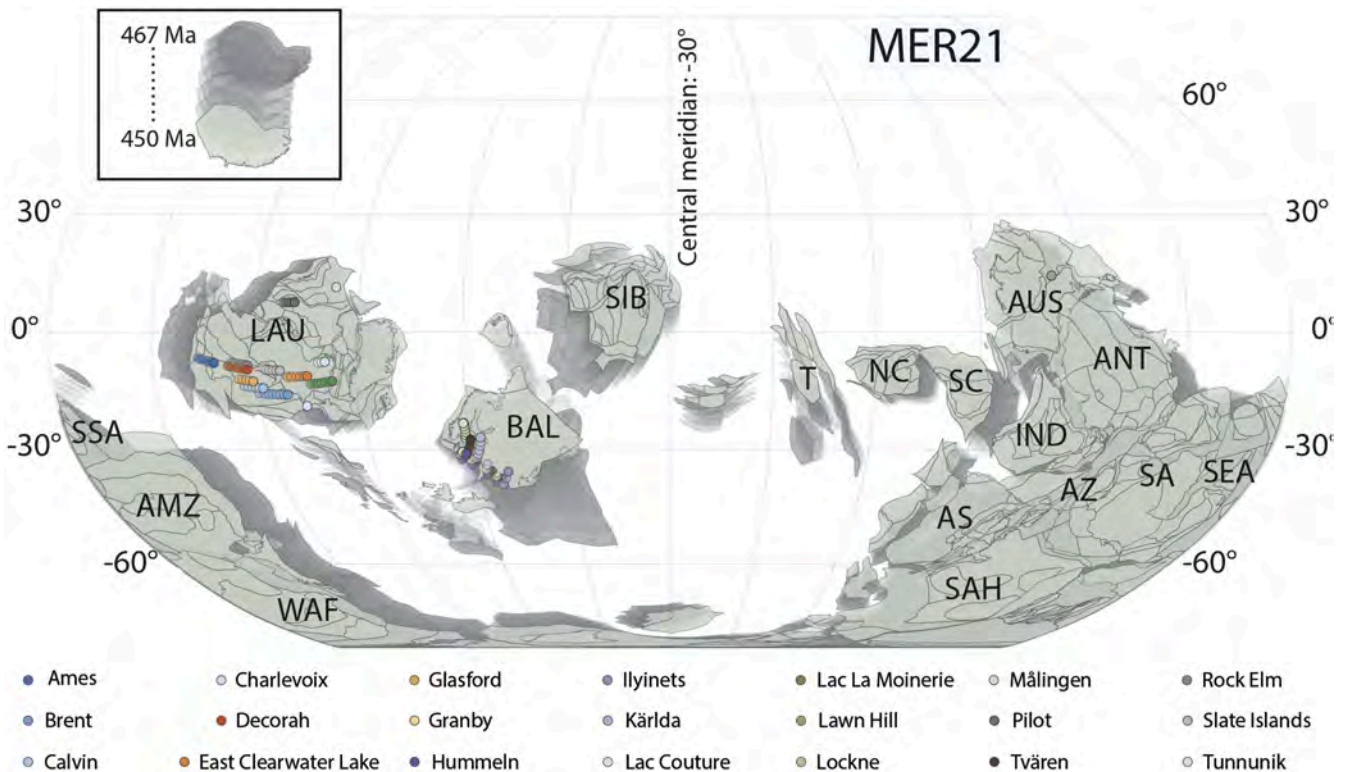 MER21
467 Ma
450 Ma
Central meridian: -30°
60°
30°
30°
SIB
AUS
LAU
0°
0°
ANT
T
NC
SC
BAL
IND
SSA
-30°
-30°
SA
SEA
AZ
AMZ
AS
-60°
-60°
SAH
WAF
Ames
Charlevoix
Glasford
Ilyinets
Lac La Moinerie
Målingen
Rock Elm
Brent
Decorah
Granby
Kärlda
Lawn Hill
Pilot
Slate Islands
Calvin
East Clearwater Lake
Hummeln
Lac Couture
Lockne
Tvären
Tunnunik